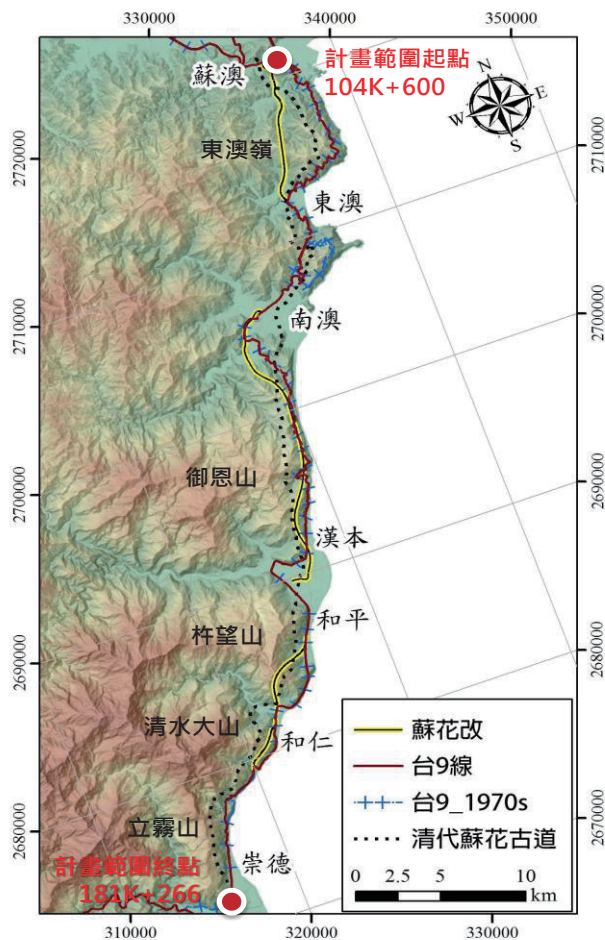 330000
340000
350000
計畫範圍起點
104K+600
蘇澳
N
E
W
S
東澳嶺
2720000
2710000
東澳
南澳
2710000
2700000
御恩山
2700000
2690000
漢本
和平
杵望山
2690000
2680000
清水大山
和仁
蘇花改
台9線
台9_1970s
清代蘇花古道
0 2.5 5 10
km
立霧山
2680000
2670000
計畫範圍終點
181K+266
崇德
310000
320000
330000